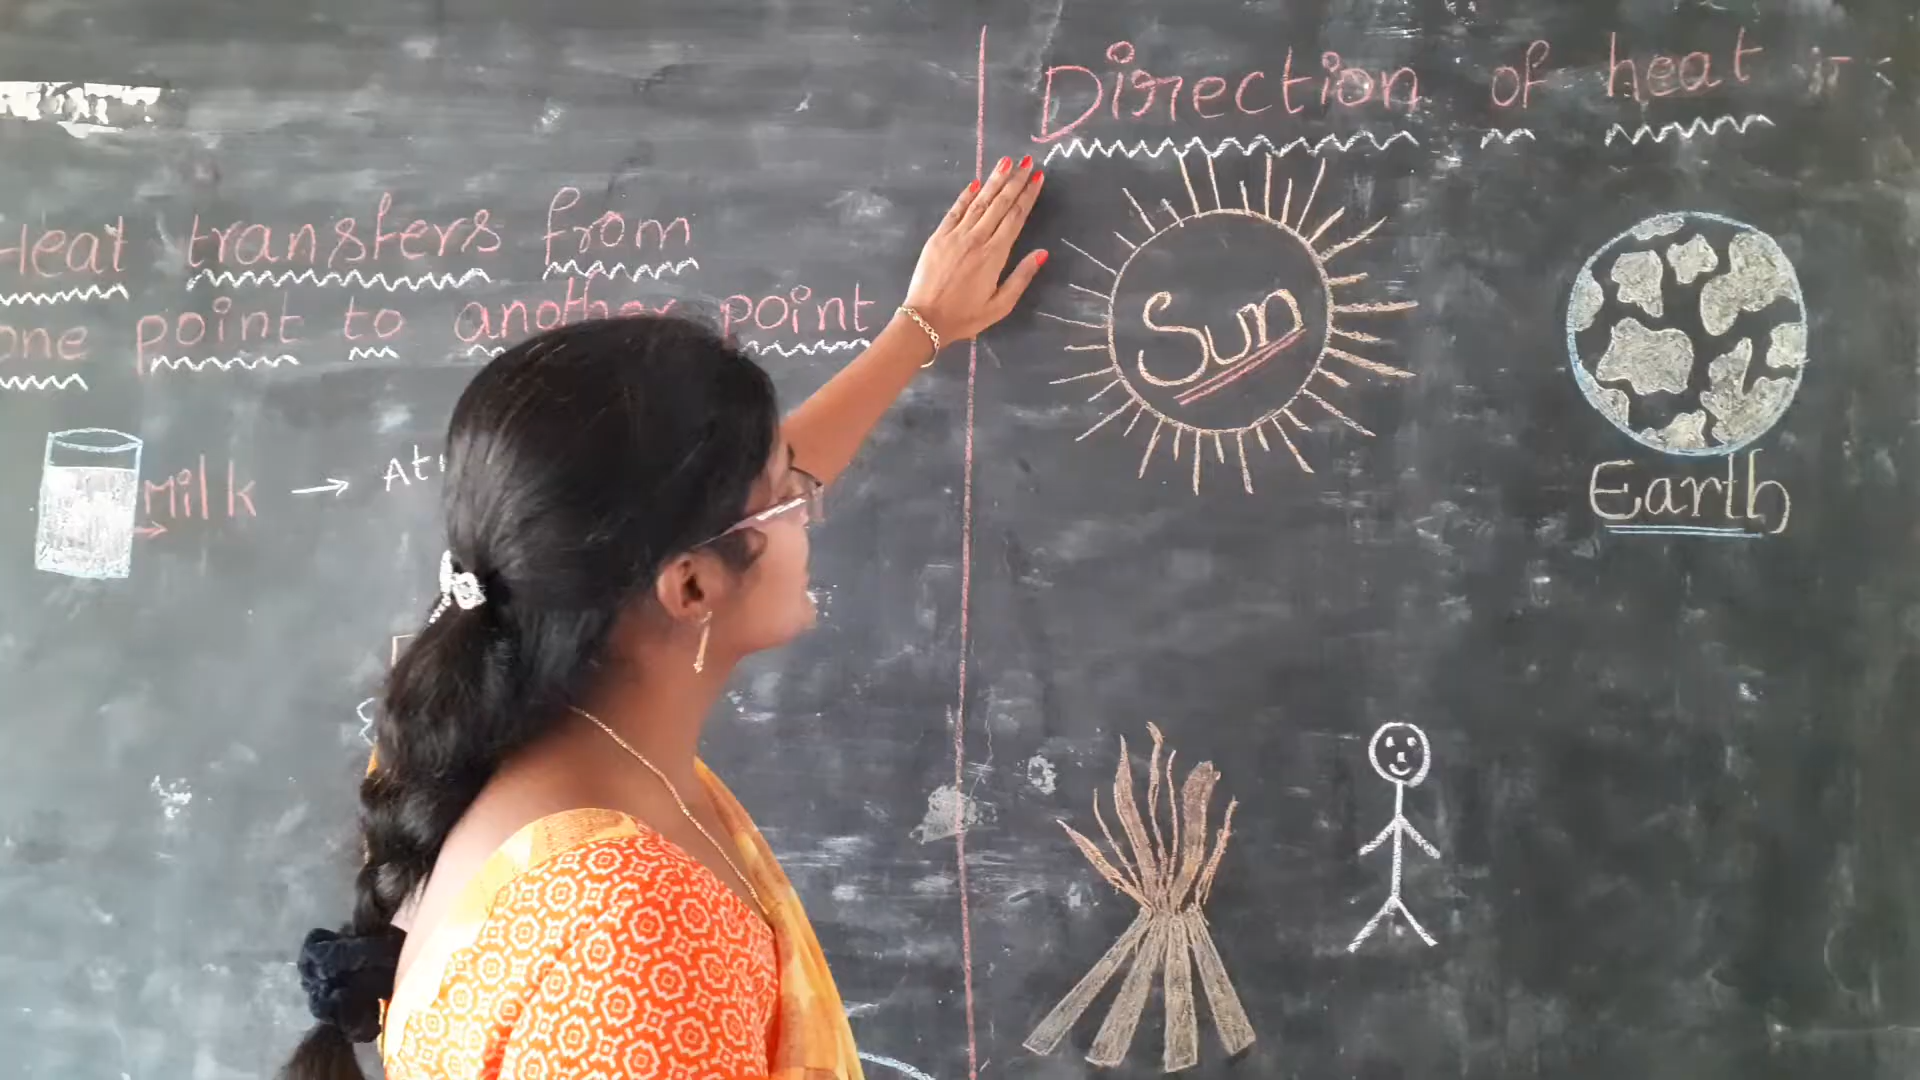 Heat transfers from
one point to another point
Milk →
Direction of heat
Sun
Earth